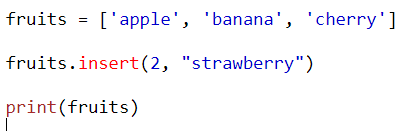 fruits = ['apple', 'banana', 'cherry']
fruits.insert(2, "strawberry")
print(fruits)